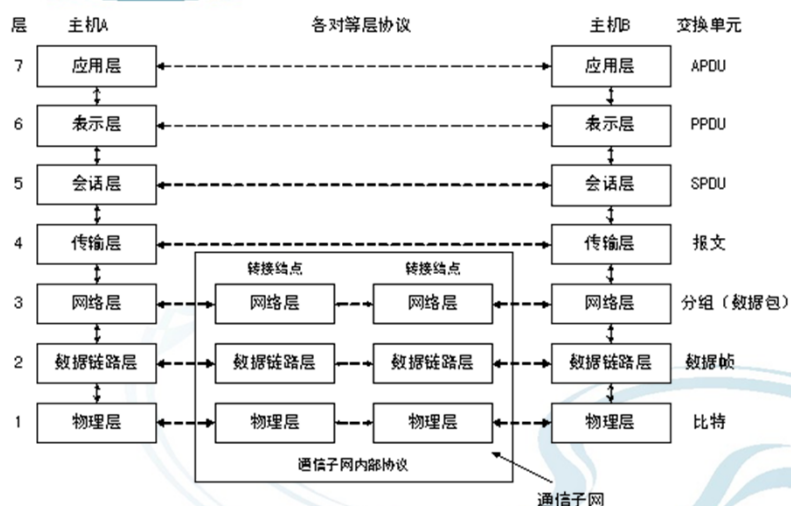 层 主机A 各对等层协议 主机B 交换单元
7 应用层 应用层 APDU
6 表示层 表示层 PPDU
5 会话层 会话层 SPDU
4 传输层 传输层 报文
转接结点 转接结点
3 网络层 网络层 网络层 网络层 分组（数据包）
2 数据链路层 数据链路层 数据链路层 数据链路层 数据帧
1 物理层 物理层 物理层 物理层 比特
通信子网内部协议
通信子网